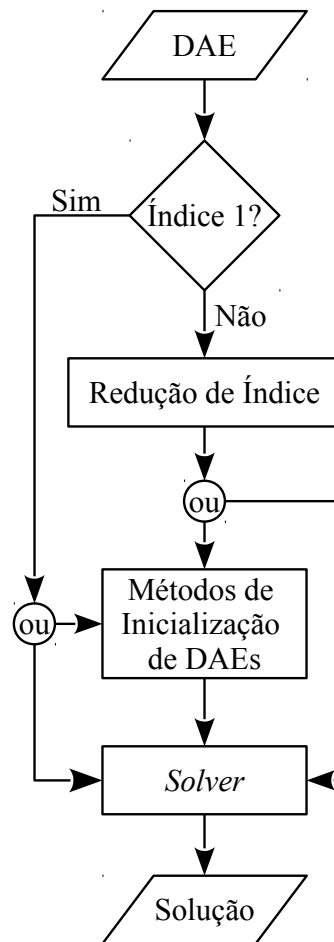 DAE
Sim
Índice 1?
Não
Redução de Índice
ou
Métodos de
Inicialização
de DAEs
ou
Solver
Solução